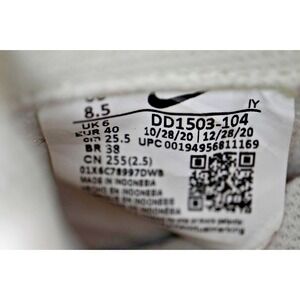 8.5
UK 6
EUR 40
cm 25.5
BR 38
CN 255(2.5)
MADE IN INDONESIA
IY
DD1503-104
10/28/20 12/28/20
UPC 00194956811169